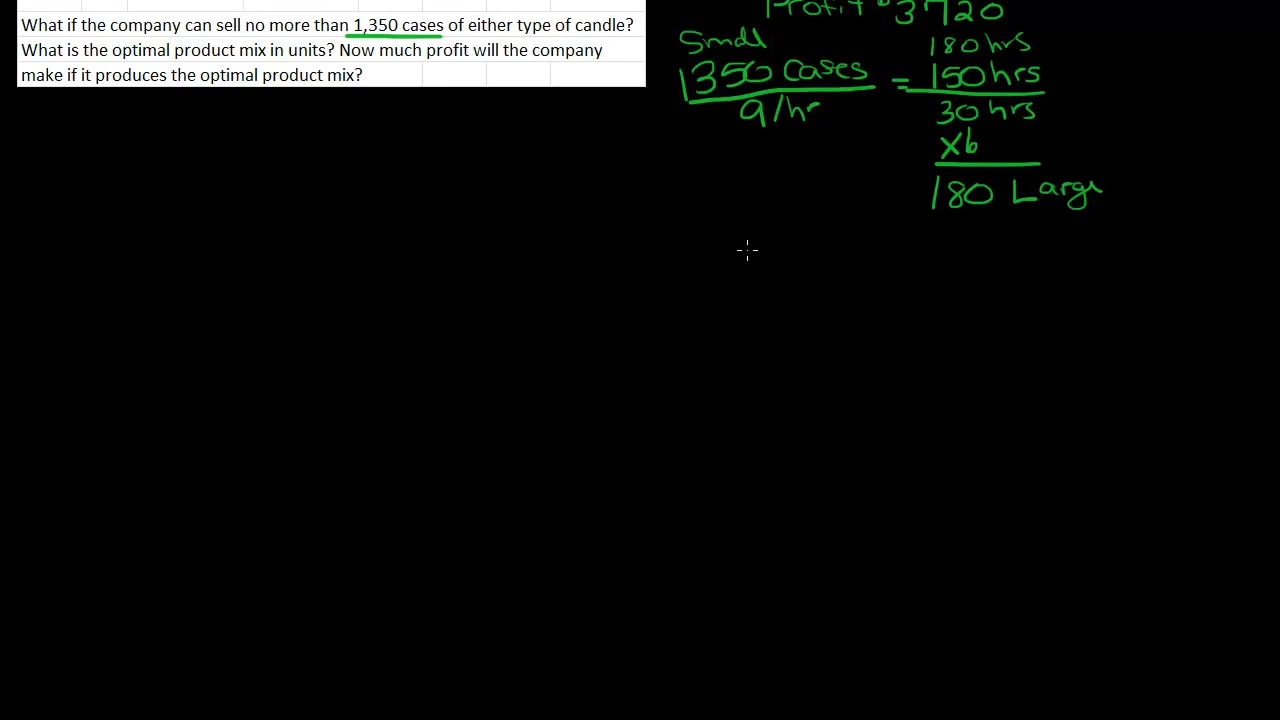 What if the company can sell no more than 1,350 cases of either type of candle?
What is the optimal product mix in units? Now much profit will the company
make if it produces the optimal product mix?
Profit $3720
Small
1350 cases
9/hr
=
180 hrs
150 hrs
30 hrs
x6
180 Large